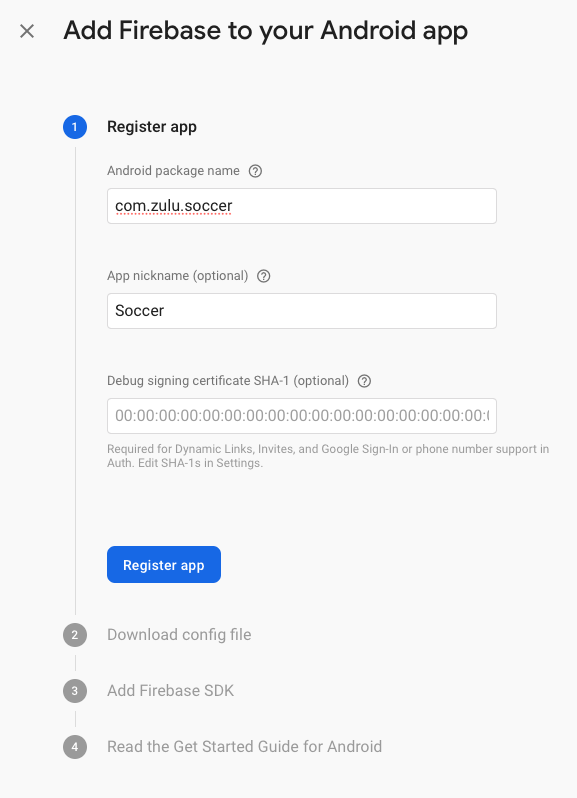 Add Firebase to your Android app
1
Register app
Android package name
com.zulu.soccer
App nickname (optional)
Soccer
Debug signing certificate SHA-1 (optional)
00:00:00:00:00:00:00:00:00:00:00:00:00:00:00:00:00:
Required for Dynamic Links, Invites, and Google Sign-In or phone number support in
Auth. Edit SHA-1s in Settings.
Register app
2
Download config file
3
Add Firebase SDK
4
Read the Get Started Guide for Android